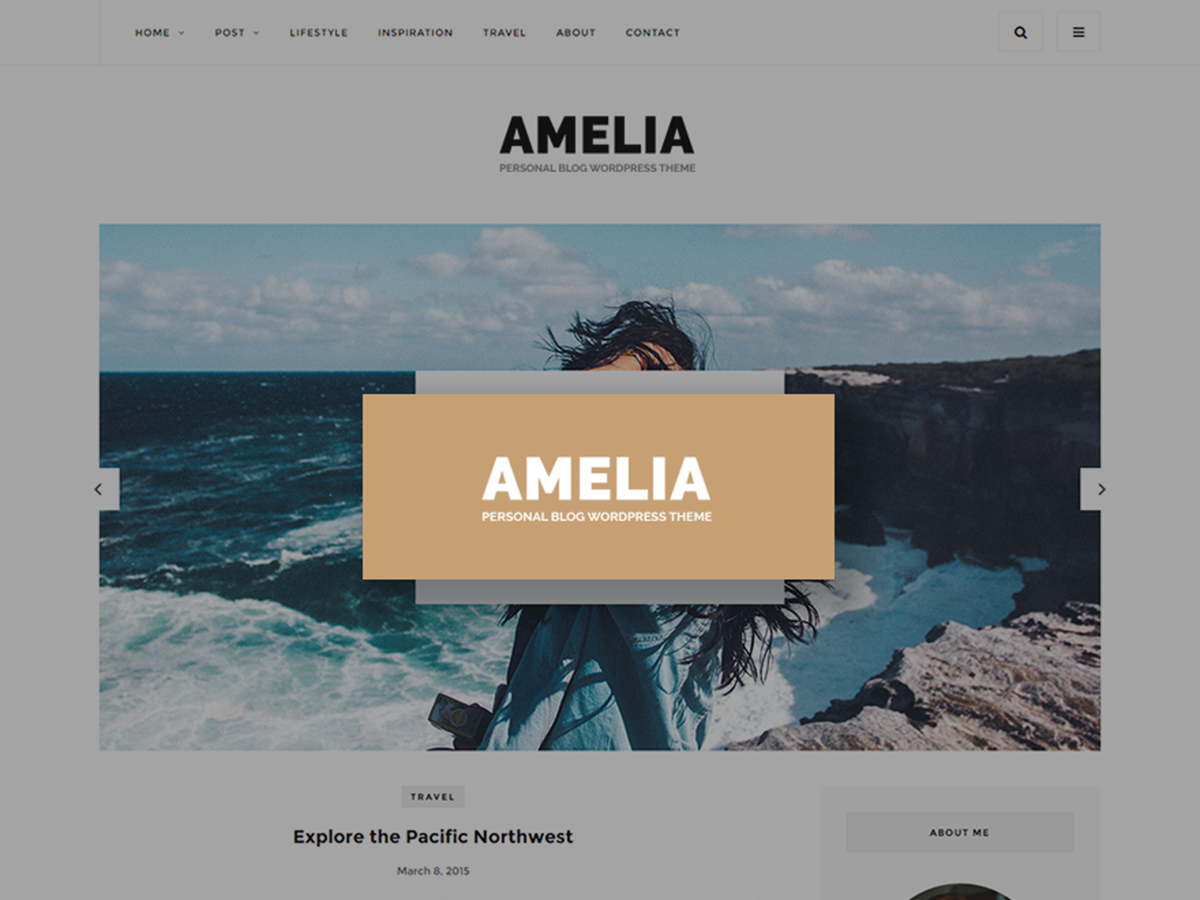 HOME POST LIFESTYLE INSPIRATION TRAVEL ABOUT CONTACT
AMELIA
PERSONAL BLOG WORDPRESS THEME
AMELIA
PERSONAL BLOG WORDPRESS THEME
TRAVEL
Explore the Pacific Northwest
March 8, 2015
ABOUT ME